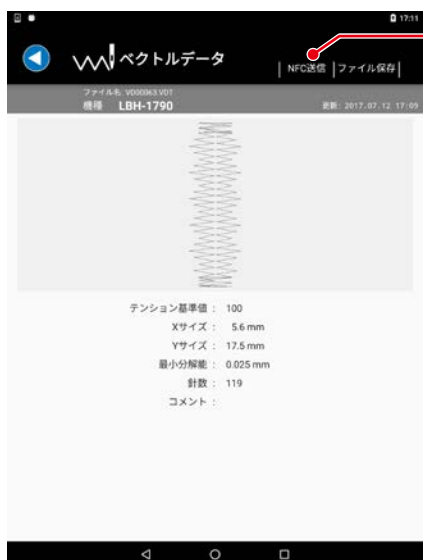 17:11
ベクトルデータ
NFC送信 ファイル保存
ファイル名: VD00063.VDT
機種 LBH-1790
更新: 2017.07.12 17:09
テンション基準値 : 100
Xサイズ : 5.6 mm
Yサイズ : 17.5 mm
最小分解能 : 0.025 mm
針数 : 119
コメント :